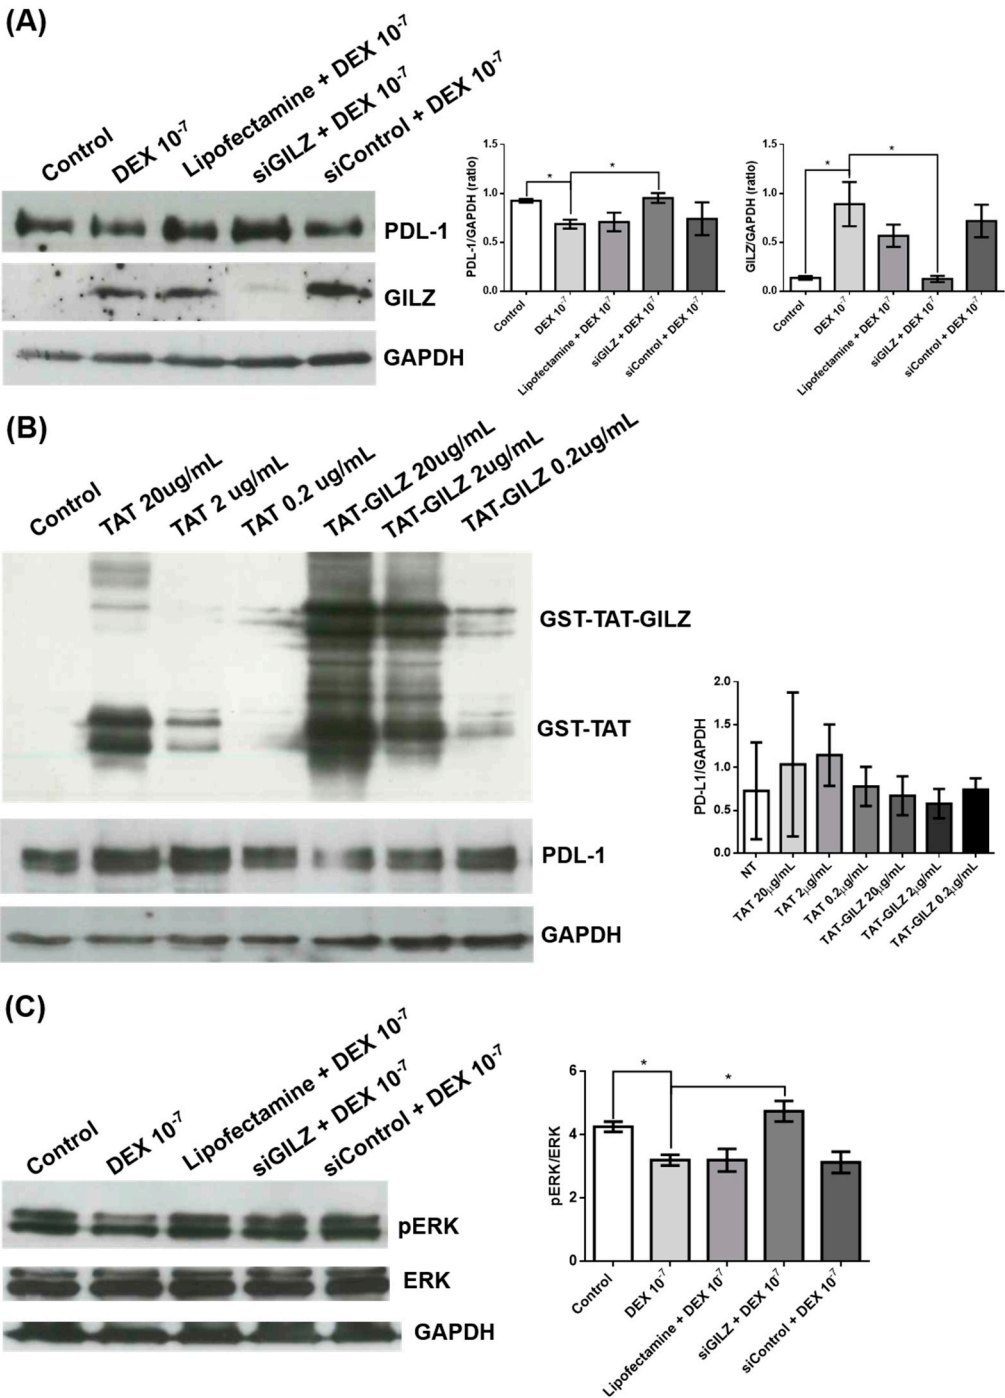 (A)
Control
DEX 10-7
Lipofectamine + DEX 10-7
siGILZ + DEX 10-7
siControl + DEX 10-7
PDL-1
GILZ
GAPDH
PDL-1/GAPDH (ratio)
1.5
1.0
0.5
0.0
*
*
Control
DEX 10-7
Lipofectamine + DEX 10-7
siGILZ + DEX 10-7
siControl + DEX 10-7
GILZ/GAPDH (ratio)
1.5
1.0
0.5
0.0
*
*
Control
DEX 10-7
Lipofectamine + DEX 10-7
siGILZ + DEX 10-7
siControl + DEX 10-7
(B)
Control
TAT 20ug/mL
TAT 2 ug/mL
TAT 0.2 ug/mL
TAT-GILZ 20ug/mL
TAT-GILZ 2ug/mL
TAT-GILZ 0.2ug/mL
GST-TAT-GILZ
GST-TAT
PDL-1
GAPDH
PD-L1/GAPDH
2.0
1.5
1.0
0.5
0.0
NT
TAT 20µg/mL
TAT 2µg/mL
TAT 0.2µg/mL
TAT-GILZ 20µg/mL
TAT-GILZ 2µg/mL
TAT-GILZ 0.2µg/mL
(C)
Control
DEX 10-7
Lipofectamine + DEX 10-7
siGILZ + DEX 10-7
siControl + DEX 10-7
pERK
ERK
GAPDH
pERK/ERK
6
4
2
0
*
*
Control
DEX 10-7
Lipofectamine + DEX 10-7
siGILZ + DEX 10-7
siControl + DEX 10-7